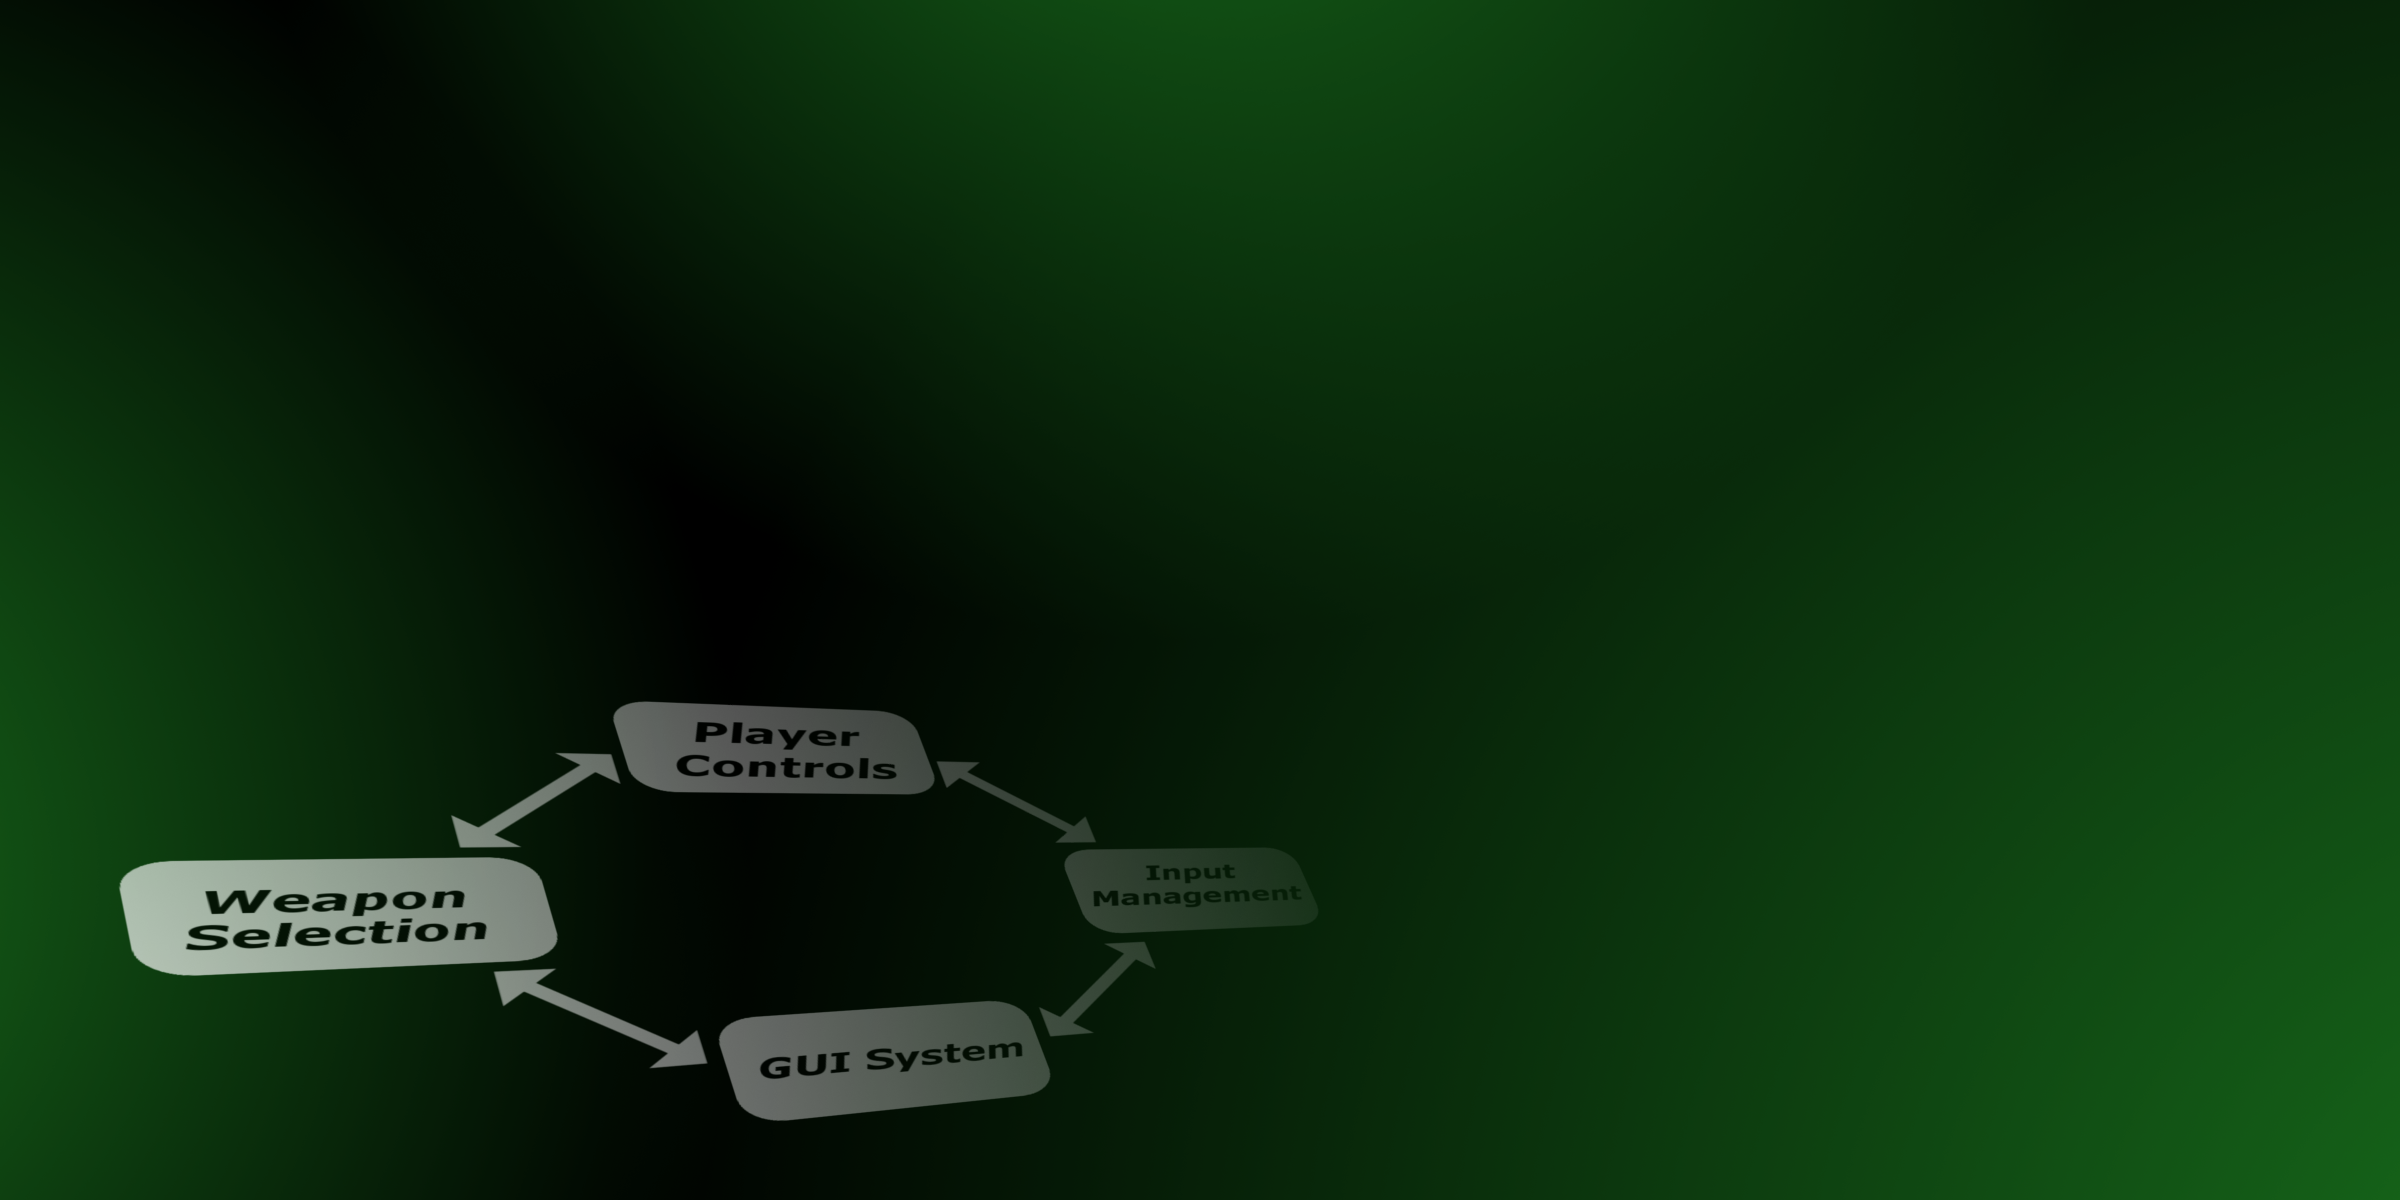 Player
Controls
Input
Management
Weapon
Selection
GUI System